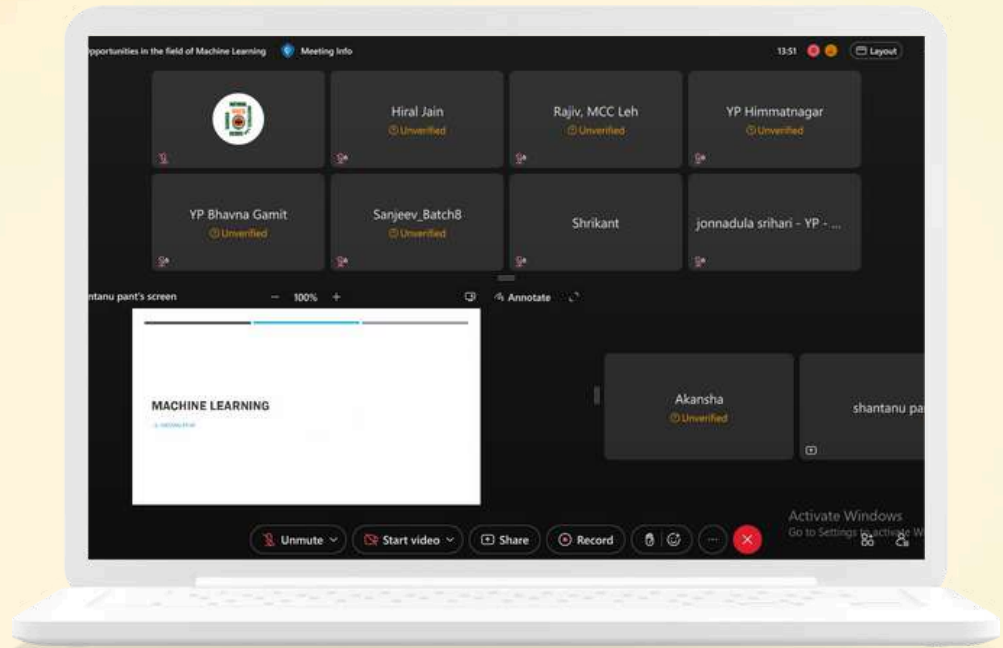 pportunities in the field of Machine Learning
Meeting Info
13:51
Layout
Hiral Jain
Unverified
Rajiv, MCC Leh
Unverified
YP Himmatnagar
Unverified
YP Bhavna Gamit
Unverified
Sanjeev_Batch8
Unverified
Shrikant
jonnadula srihari - YP - ...
ntanu pant's screen
− 100% +
Annotate
MACHINE LEARNING
Akansha
Unverified
shantanu pa
Activate Windows
Go to Settings to activate W
Unmute
Start video
Share
Record